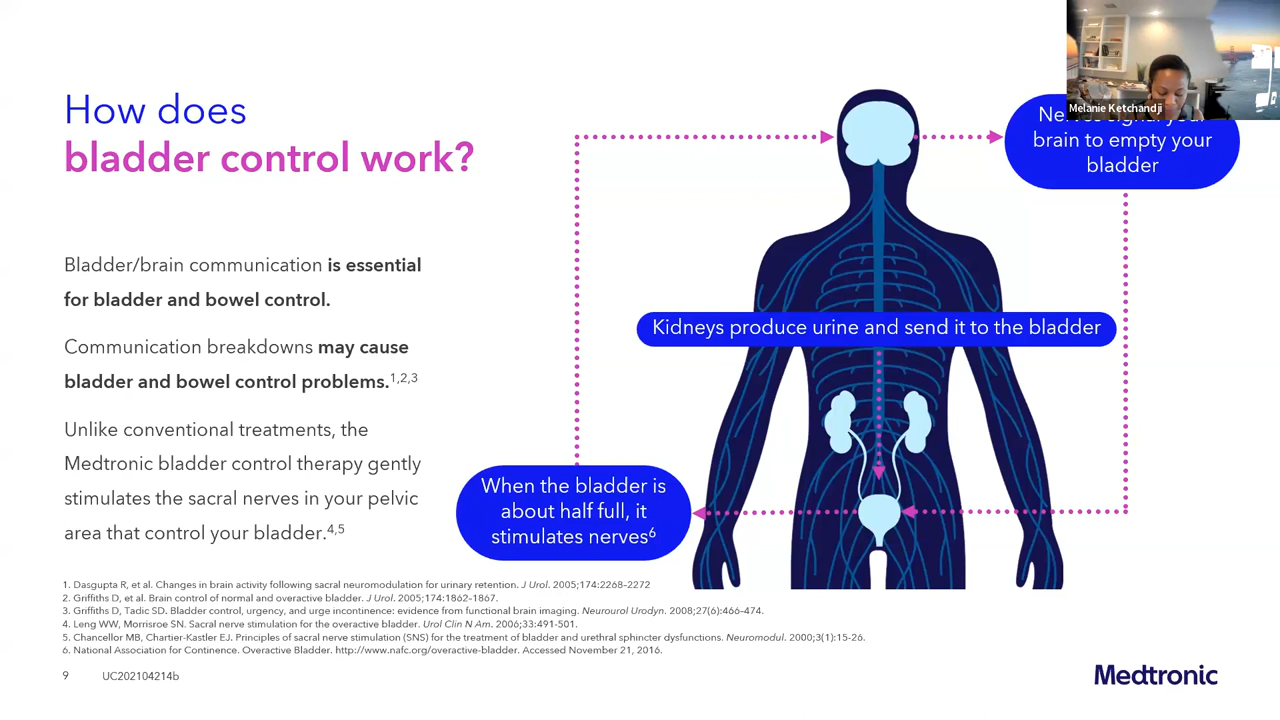 How does
bladder control work?
Bladder/brain communication is essential
for bladder and bowel control.
Communication breakdowns may cause
bladder and bowel control problems.1,2,3
Unlike conventional treatments, the
Medtronic bladder control therapy gently
stimulates the sacral nerves in your pelvic
area that control your bladder.4,5
Melanie Ketchandji
brain to empty your
bladder
Kidneys produce urine and send it to the bladder
When the bladder is
about half full, it
stimulates nerves6
1. Dasgupta R, et al. Changes in brain activity following sacral neuromodulation for urinary retention. J Urol. 2005;174:2268-2272
2. Griffiths D, et al. Brain control of normal and overactive bladder. J Urol. 2005;174:1862-1867.
3. Griffiths D, Tadic SD. Bladder control, urgency, and urge incontinence: evidence from functional brain imaging. Neurourol Urodyn. 2008;27(6):466-474.
4. Leng WW, Morrisroe SN. Sacral nerve stimulation for the overactive bladder. Urol Clin N Am. 2006;33:491-501.
5. Chancellor MB, Chartier-Kastler EJ. Principles of sacral nerve stimulation (SNS) for the treatment of bladder and urethral sphincter dysfunctions. Neuromodul. 2000;3(1):15-26.
6. National Association for Continence. Overactive Bladder. http://www.nafc.org/overactive-bladder. Accessed November 21, 2016.
9 UC202104214b
Medtronic